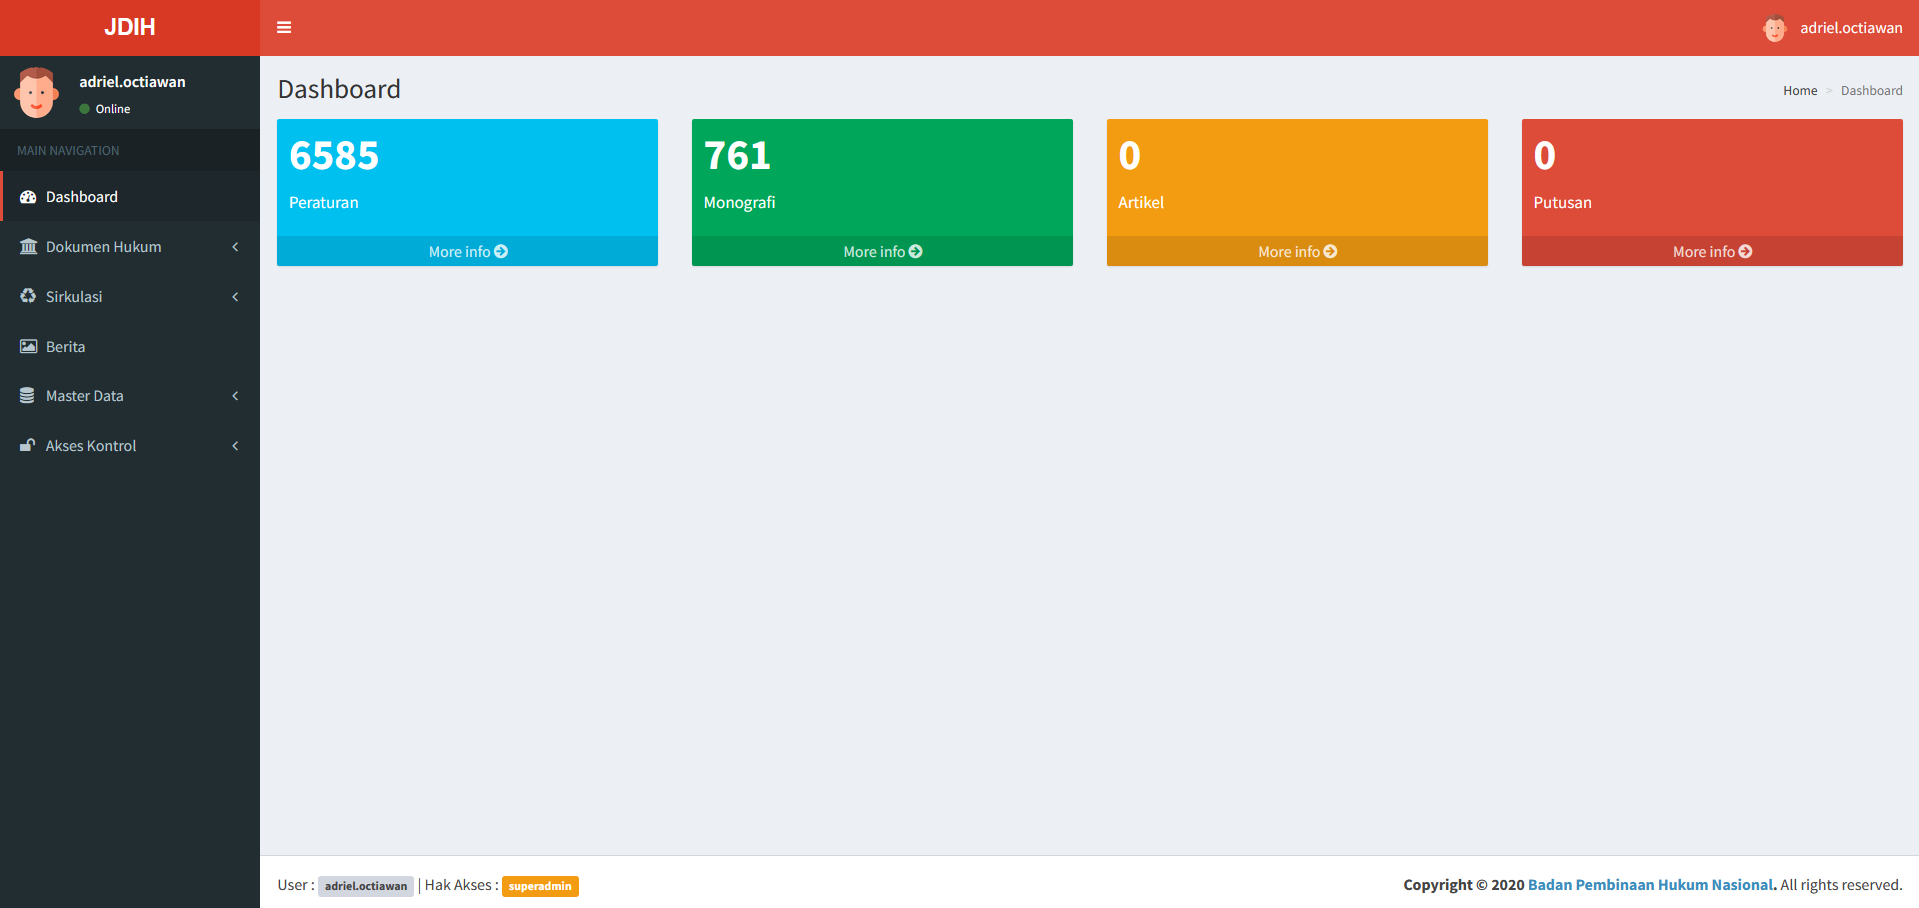 JDIH
adriel.octiawan
adriel.octiawan
Online
MAIN NAVIGATION
Dashboard
Dokumen Hukum
Sirkulasi
Berita
Master Data
Akses Kontrol
Dashboard
Home > Dashboard
6585
Peraturan
More info
761
Monografi
More info
0
Artikel
More info
0
Putusan
More info
User : adriel.octiawan | Hak Akses : superadmin
Copyright © 2020 Badan Pembinaan Hukum Nasional. All rights reserved.